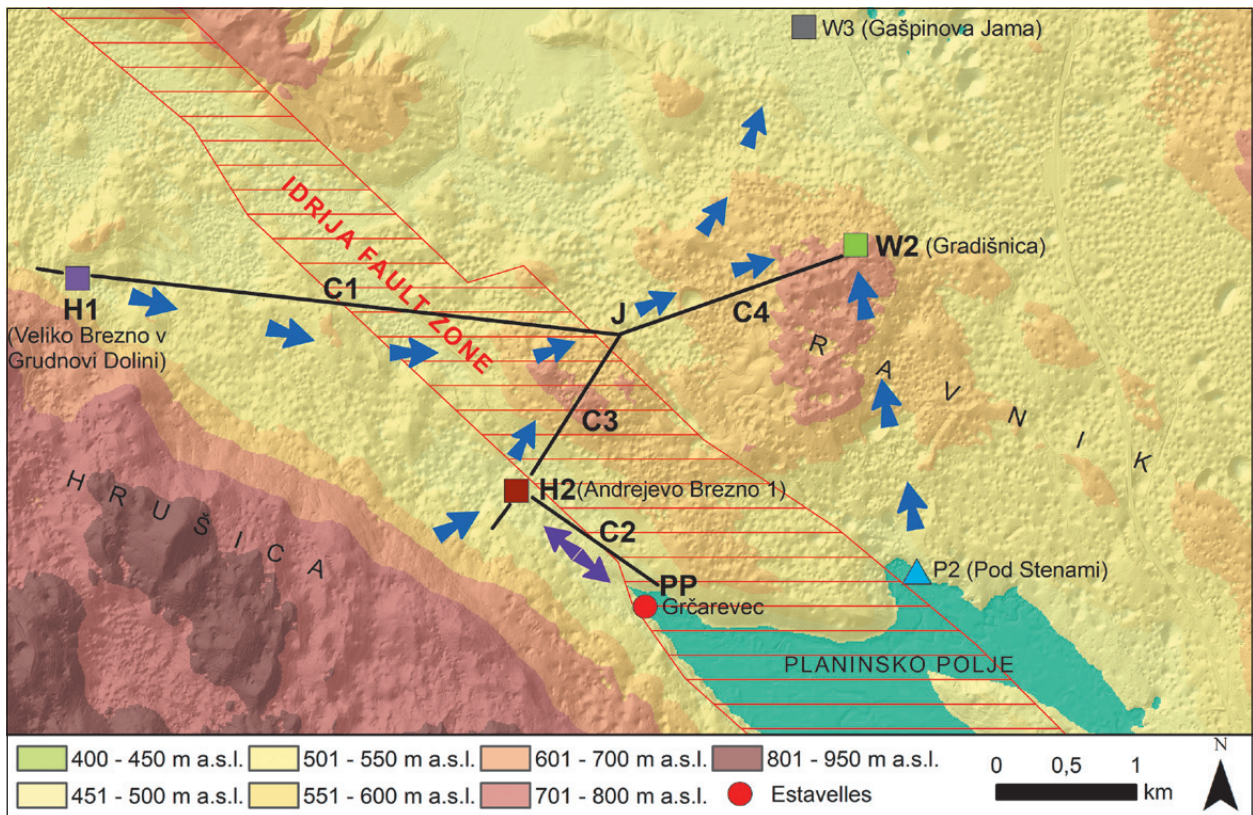 W3 (Gašpinova Jama)
IDRIJA FAULT ZONE
W2 (Gradišnica)
H1
(Veliko Brezno v
Grudnovi Dolini)
C1
J
C4
RAVNIK
C3
H2 (Andrejevo Brezno 1)
HRUŠICA
C2
PP
Grčarevec
P2 (Pod Stenami)
PLANINSKO POLJE
400 - 450 m a.s.l.
501 - 550 m a.s.l.
601 - 700 m a.s.l.
801 - 950 m a.s.l.
451 - 500 m a.s.l.
551 - 600 m a.s.l.
701 - 800 m a.s.l.
Estavelles
0 0,5 1
km
N